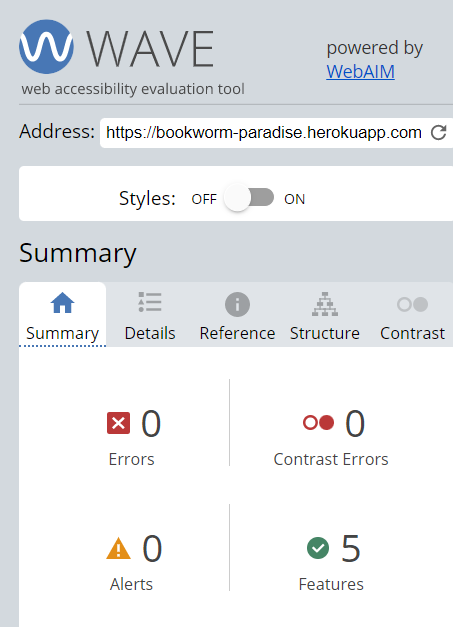 WAVE
web accessibility evaluation tool
powered by
WebAIM
Address: https://bookworm-paradise.herokuapp.com
Styles: OFF ON
Summary
Summary Details Reference Structure Contrast
0 0
Errors Contrast Errors
0 5
Alerts Features